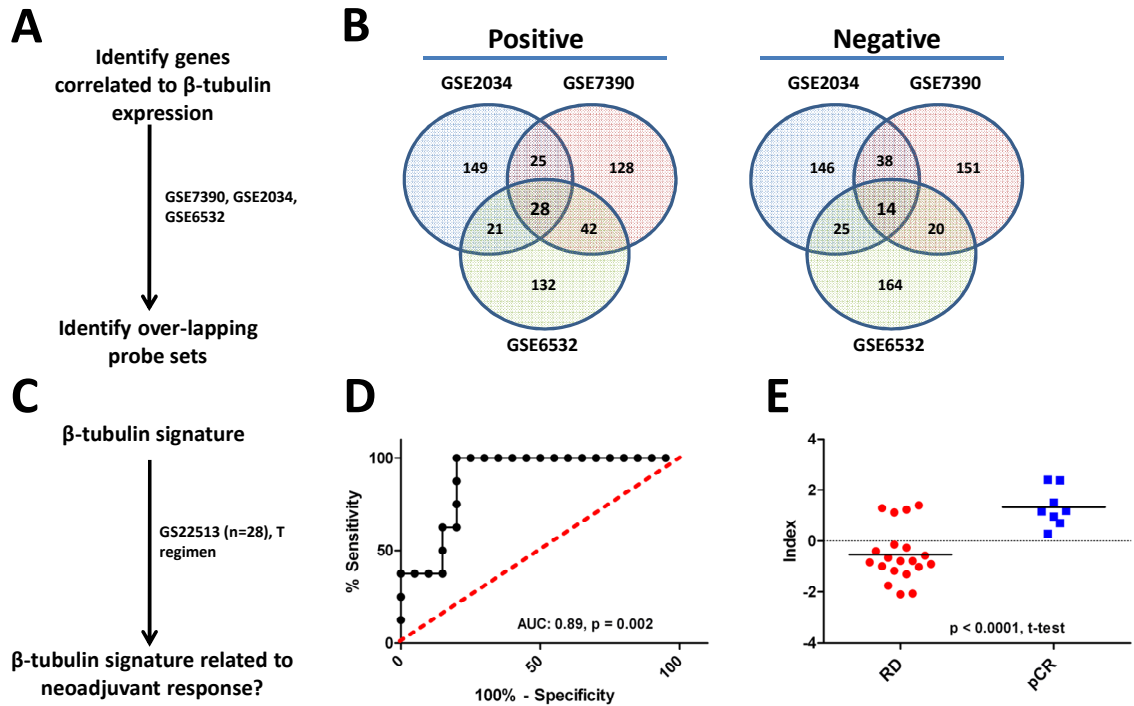 A
Identify genes
correlated to β-tubulin
expression
GSE7390, GSE2034,
GSE6532
Identify over-lapping
probe sets
B
Positive
GSE2034 GSE7390
149 25 128
28
21 42
132
GSE6532
Negative
GSE2034 GSE7390
146 38 151
14
25 20
164
GSE6532
C
β-tubulin signature
GS22513 (n=28), T
regimen
β-tubulin signature related to
neoadjuvant response?
D
% Sensitivity
100
50
0
AUC: 0.89, p = 0.002
0 50 100
100% - Specificity
E
Index
4
2
0
-2
-4
p < 0.0001, t-test
RD pCR